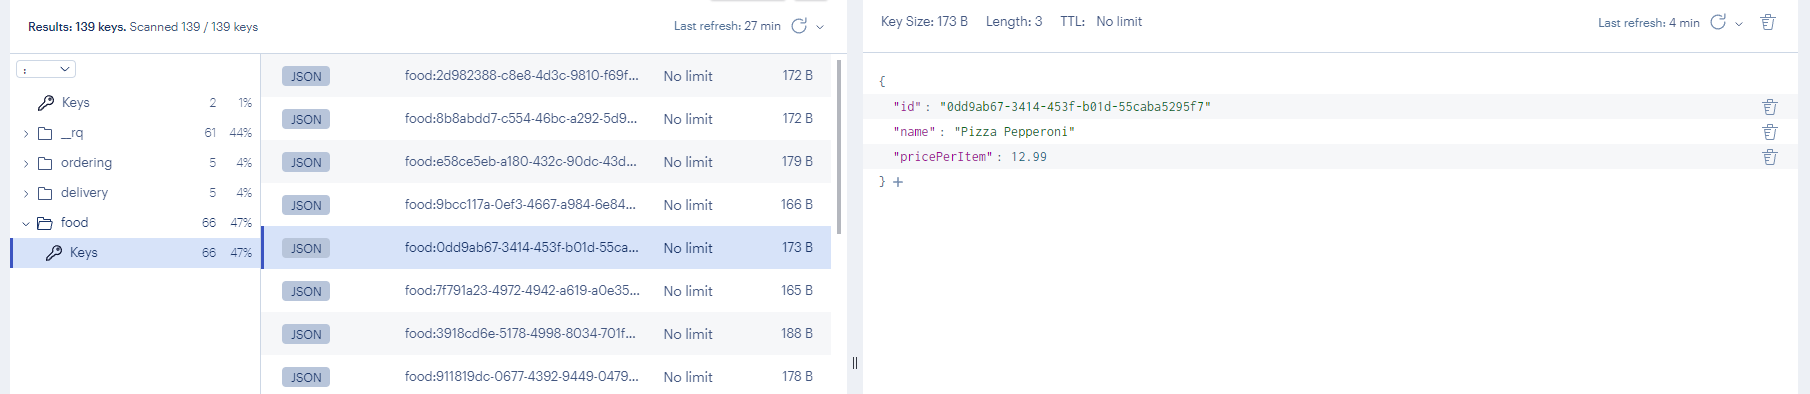 Results: 139 keys. Scanned 139 / 139 keys
Last refresh: 27 min
:
Keys 2 1%
__rq 61 44%
ordering 5 4%
delivery 5 4%
food 66 47%
Keys 66 47%
JSON food:2d982388-c8e8-4d3c-9810-f69f... No limit 172 B
JSON food:8b8abdd7-c554-46bc-a292-5d9... No limit 172 B
JSON food:e58ce5eb-a180-432c-90dc-43d... No limit 179 B
JSON food:9bcc117a-0ef3-4667-a984-6e84... No limit 166 B
JSON food:0dd9ab67-3414-453f-b01d-55ca... No limit 173 B
JSON food:7f791a23-4972-4942-a619-a0e35... No limit 165 B
JSON food:3918cd6e-5178-4998-8034-701f... No limit 188 B
JSON food:911819dc-0677-4392-9449-0479... No limit 178 B
Key Size: 173 B Length: 3 TTL: No limit
Last refresh: 4 min
{
"id": "0dd9ab67-3414-453f-b01d-55caba5295f7"
"name": "Pizza Pepperoni"
"pricePerItem": 12.99
} +